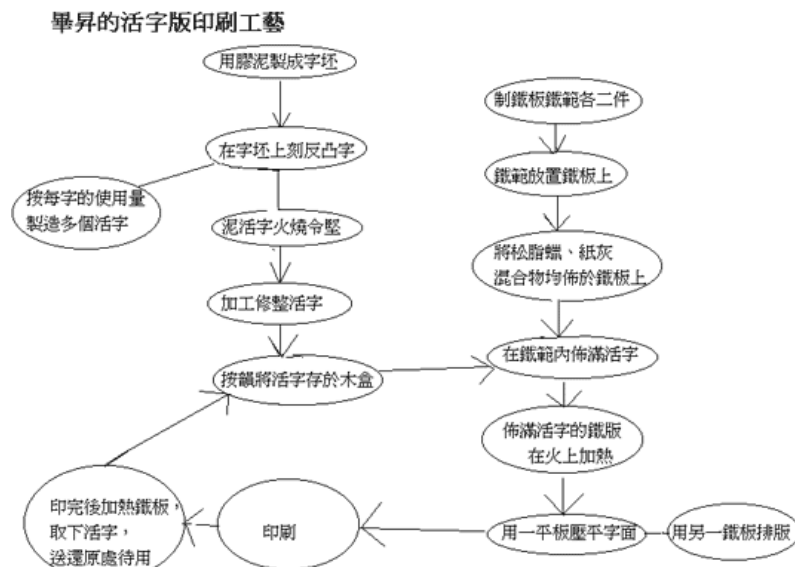 畢昇的活字版印刷工藝
用膠泥製成字坯
在字坯上刻反凸字
按每字的使用量
製造多個活字
泥活字火燒令堅
加工修整活字
按韻將活字存於木盒
制鐵板鐵範各二件
鐵範放置鐵板上
將松脂蠟、紙灰
混合物均佈於鐵板上
在鐵範內佈滿活字
佈滿活字的鐵版
在火上加熱
用一平板壓平字面
用另一鐵板排版
印刷
印完後加熱鐵板，
取下活字，
送還原處待用